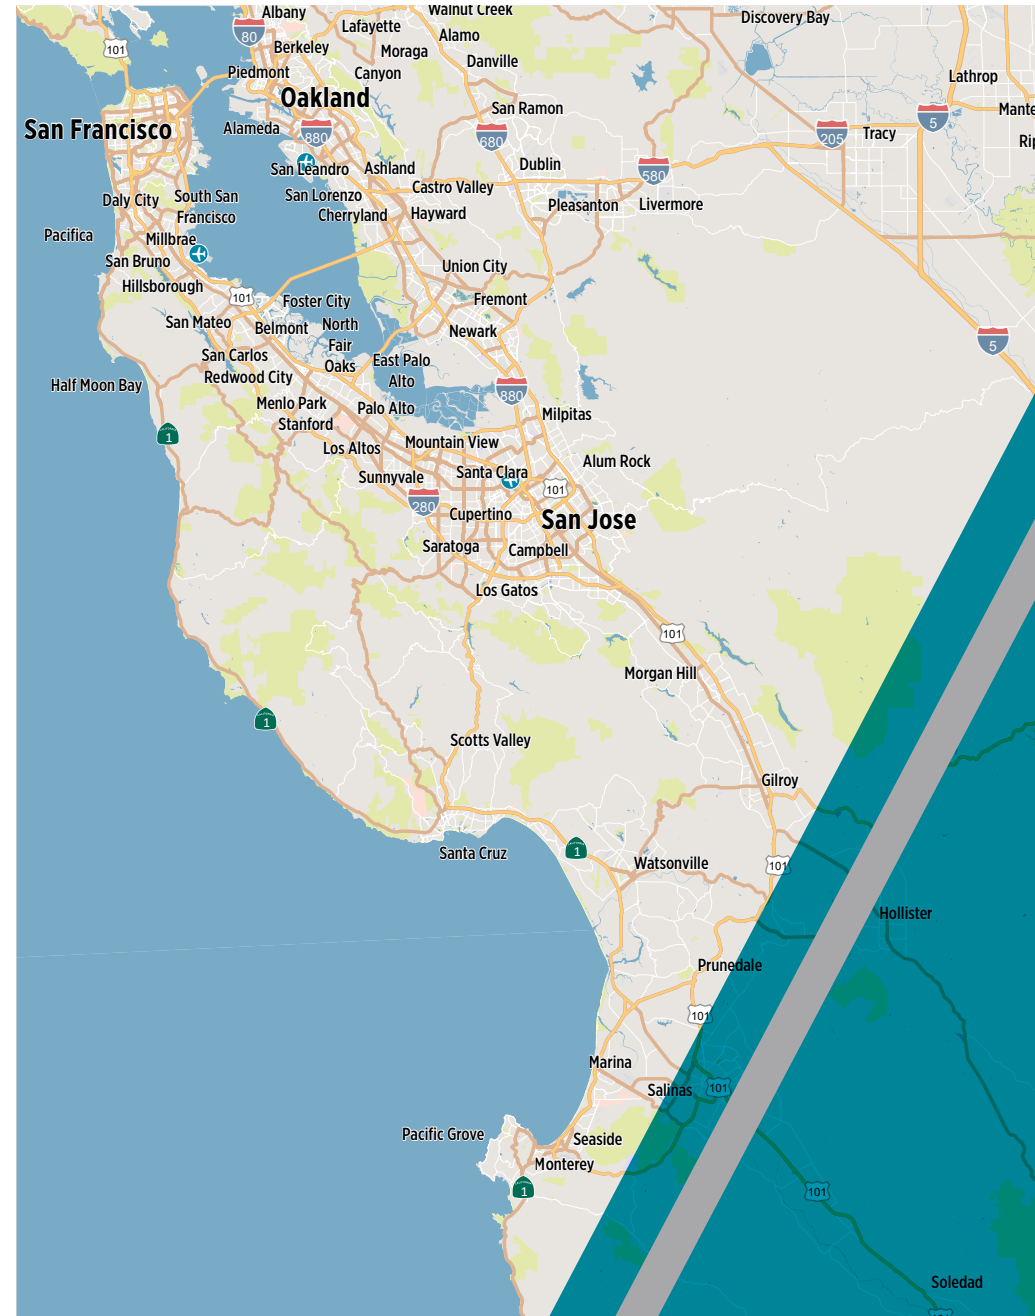 Albany
Walnut Creek
Discovery Bay
Lafayette
Alamo
80
101
Berkeley
Moraga
Danville
Piedmont
Canyon
Lathrop
Oakland
San Ramon
Mante
San Francisco
Alameda
880
680
205
Tracy
5
Rip
San Leandro
Ashland
Dublin
580
Castro Valley
Daly City
South San
Francisco
San Lorenzo
Cherryland
Hayward
Pleasanton
Livermore
Pacifica
Millbrae
San Bruno
Union City
Hillsborough
101
Foster City
Fremont
San Mateo
Belmont
North
Fair
Oaks
Newark
5
San Carlos
East Palo
Alto
Redwood City
Half Moon Bay
880
Menlo Park
Palo Alto
Milpitas
Stanford
CALIFORNIA
1
Los Altos
Mountain View
Alum Rock
Sunnyvale
Santa Clara
101
280
Cupertino
San Jose
Saratoga
Campbell
Los Gatos
101
Morgan Hill
CALIFORNIA
1
Scotts Valley
Gilroy
Santa Cruz
CALIFORNIA
1
Watsonville
101
Hollister
Prunedale
101
Marina
Salinas
101
Pacific Grove
Seaside
Monterey
CALIFORNIA
1
101
Soledad
101